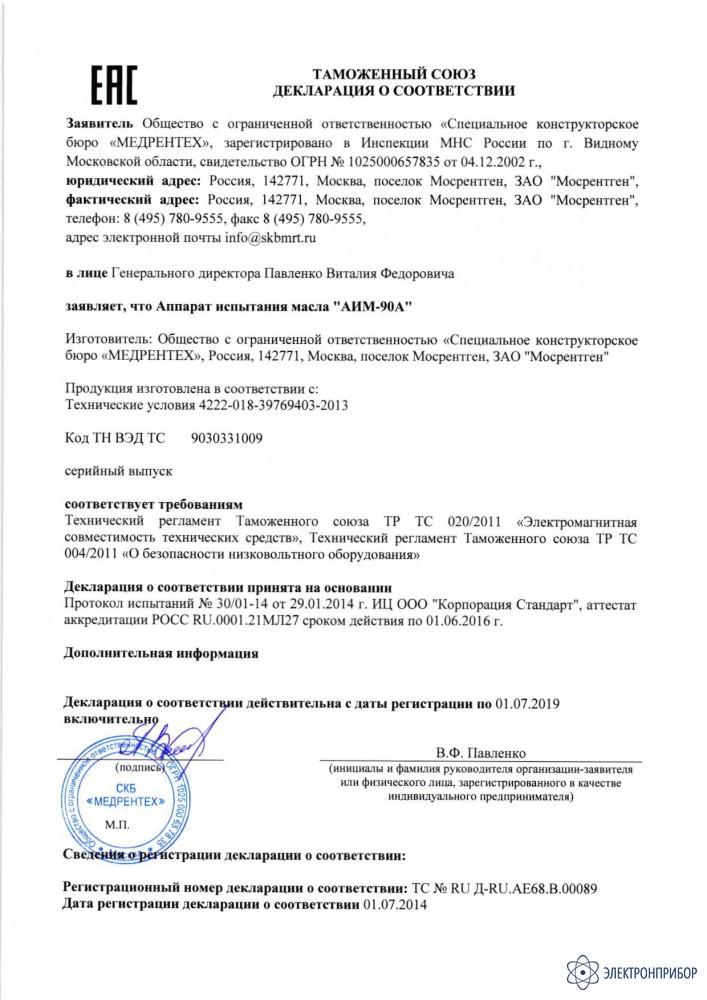 ЕАС
ТАМОЖЕННЫЙ СОЮЗ
ДЕКЛАРАЦИЯ О СООТВЕТСТВИИ
Заявитель Общество с ограниченной ответственностью «Специальное конструкторское
бюро «МЕДРЕНТЕХ», зарегистрировано в Инспекции МНС России по г. Видному
Московской области, свидетельство ОГРН № 1025000657835 от 04.12.2002 г.,
юридический адрес: Россия, 142771, Москва, поселок Мосрентген, ЗАО "Мосрентген",
фактический адрес: Россия, 142771, Москва, поселок Мосрентген, ЗАО "Мосрентген",
телефон: 8 (495) 780-9555, факс 8 (495) 780-9555,
адрес электронной почты info@skbmrt.ru
в лице Генерального директора Павленко Виталия Федоровича
заявляет, что Аппарат испытания масла "АИМ-90А"
Изготовитель: Общество с ограниченной ответственностью «Специальное конструкторское
бюро «МЕДРЕНТЕХ», Россия, 142771, Москва, поселок Мосрентген, ЗАО "Мосрентген"
Продукция изготовлена в соответствии с:
Технические условия 4222-018-39769403-2013
Код ТН ВЭД ТС 9030331009
серийный выпуск
соответствует требованиям
Технический регламент Таможенного союза ТР ТС 020/2011 «Электромагнитная
совместимость технических средств», Технический регламент Таможенного союза ТР ТС
004/2011 «О безопасности низковольтного оборудования»
Декларация о соответствии принята на основании
Протокол испытаний № 30/01-14 от 29.01.2014 г. ИЦ ООО "Корпорация Стандарт", аттестат
аккредитации РОСС RU.0001.21МЛ27 сроком действия по 01.06.2016 г.
Дополнительная информация
Декларация о соответствии действительна с даты регистрации по 01.07.2019
включительно
(подпись)
В.Ф. Павленко
(инициалы и фамилия руководителя организации-заявителя
или физического лица, зарегистрированного в качестве
индивидуального предпринимателя)
Общество с ограниченной ответственностью
ОГРН 1025 000 65 78 35
СКБ
«МЕДРЕНТЕХ»
М.П.
Сведения о регистрации декларации о соответствии:
Регистрационный номер декларации о соответствии: ТС № RU Д-RU.АЕ68.В.00089
Дата регистрации декларации о соответствии 01.07.2014
ЭЛЕКТРОНПРИБОР